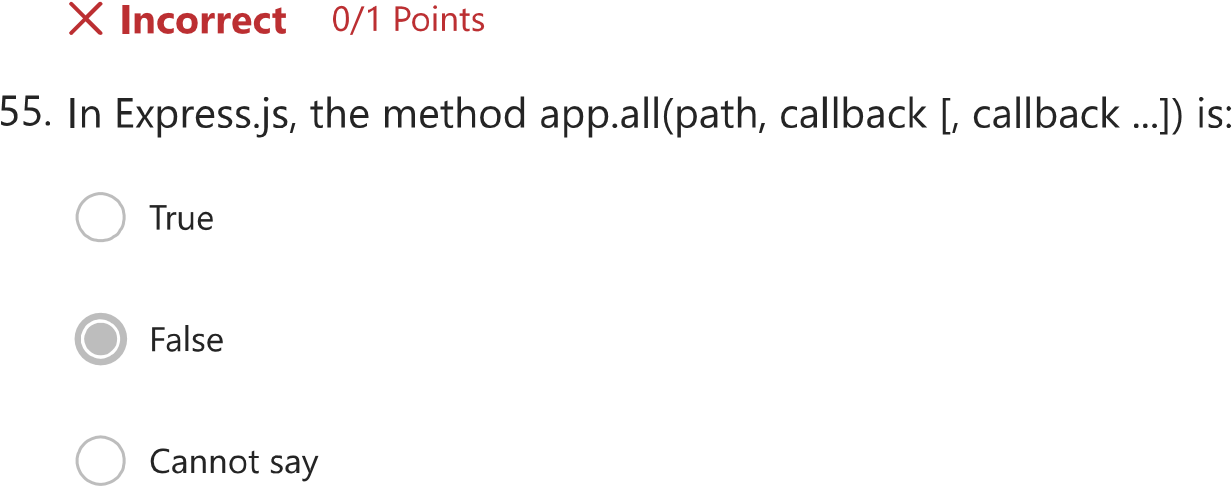 Incorrect 0/1 Points
55. In Express.js, the method app.all(path, callback [, callback ...]) is:
True
False
Cannot say